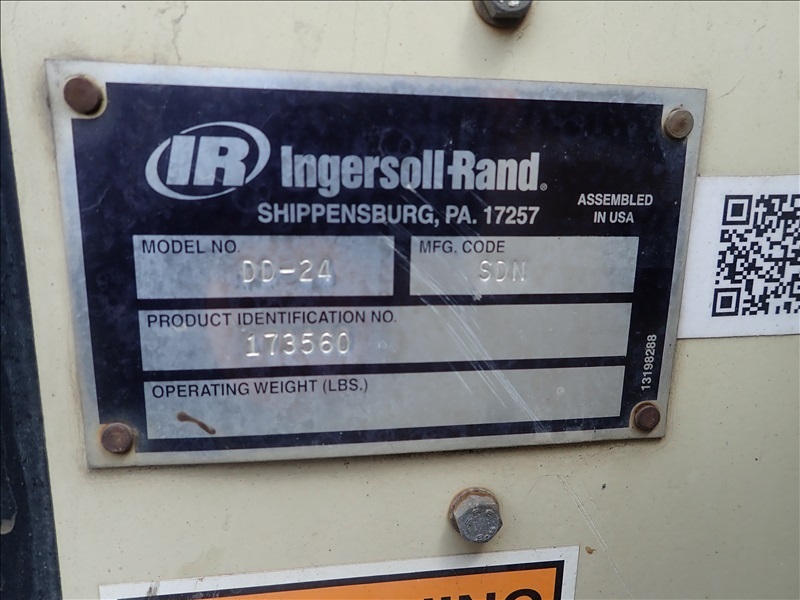 IR Ingersoll-Rand®
SHIPPENSBURG, PA. 17257
ASSEMBLED
IN USA
MODEL NO.
DD-24
MFG. CODE
SDN
PRODUCT IDENTIFICATION NO.
173560
OPERATING WEIGHT (LBS.)
13198288